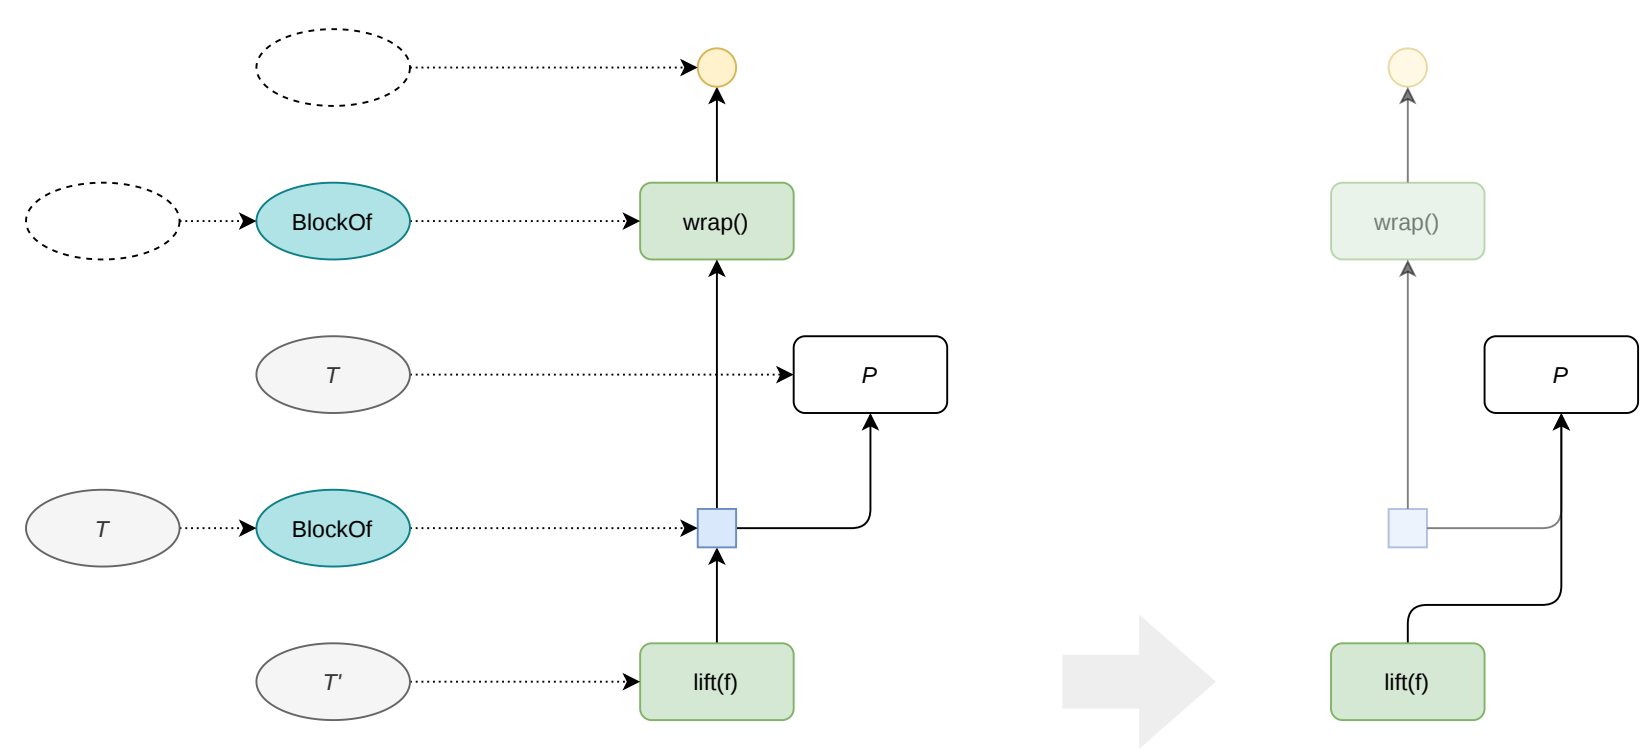 BlockOf
wrap()
wrap()
T
P
P
T
BlockOf
T'
lift(f)
lift(f)